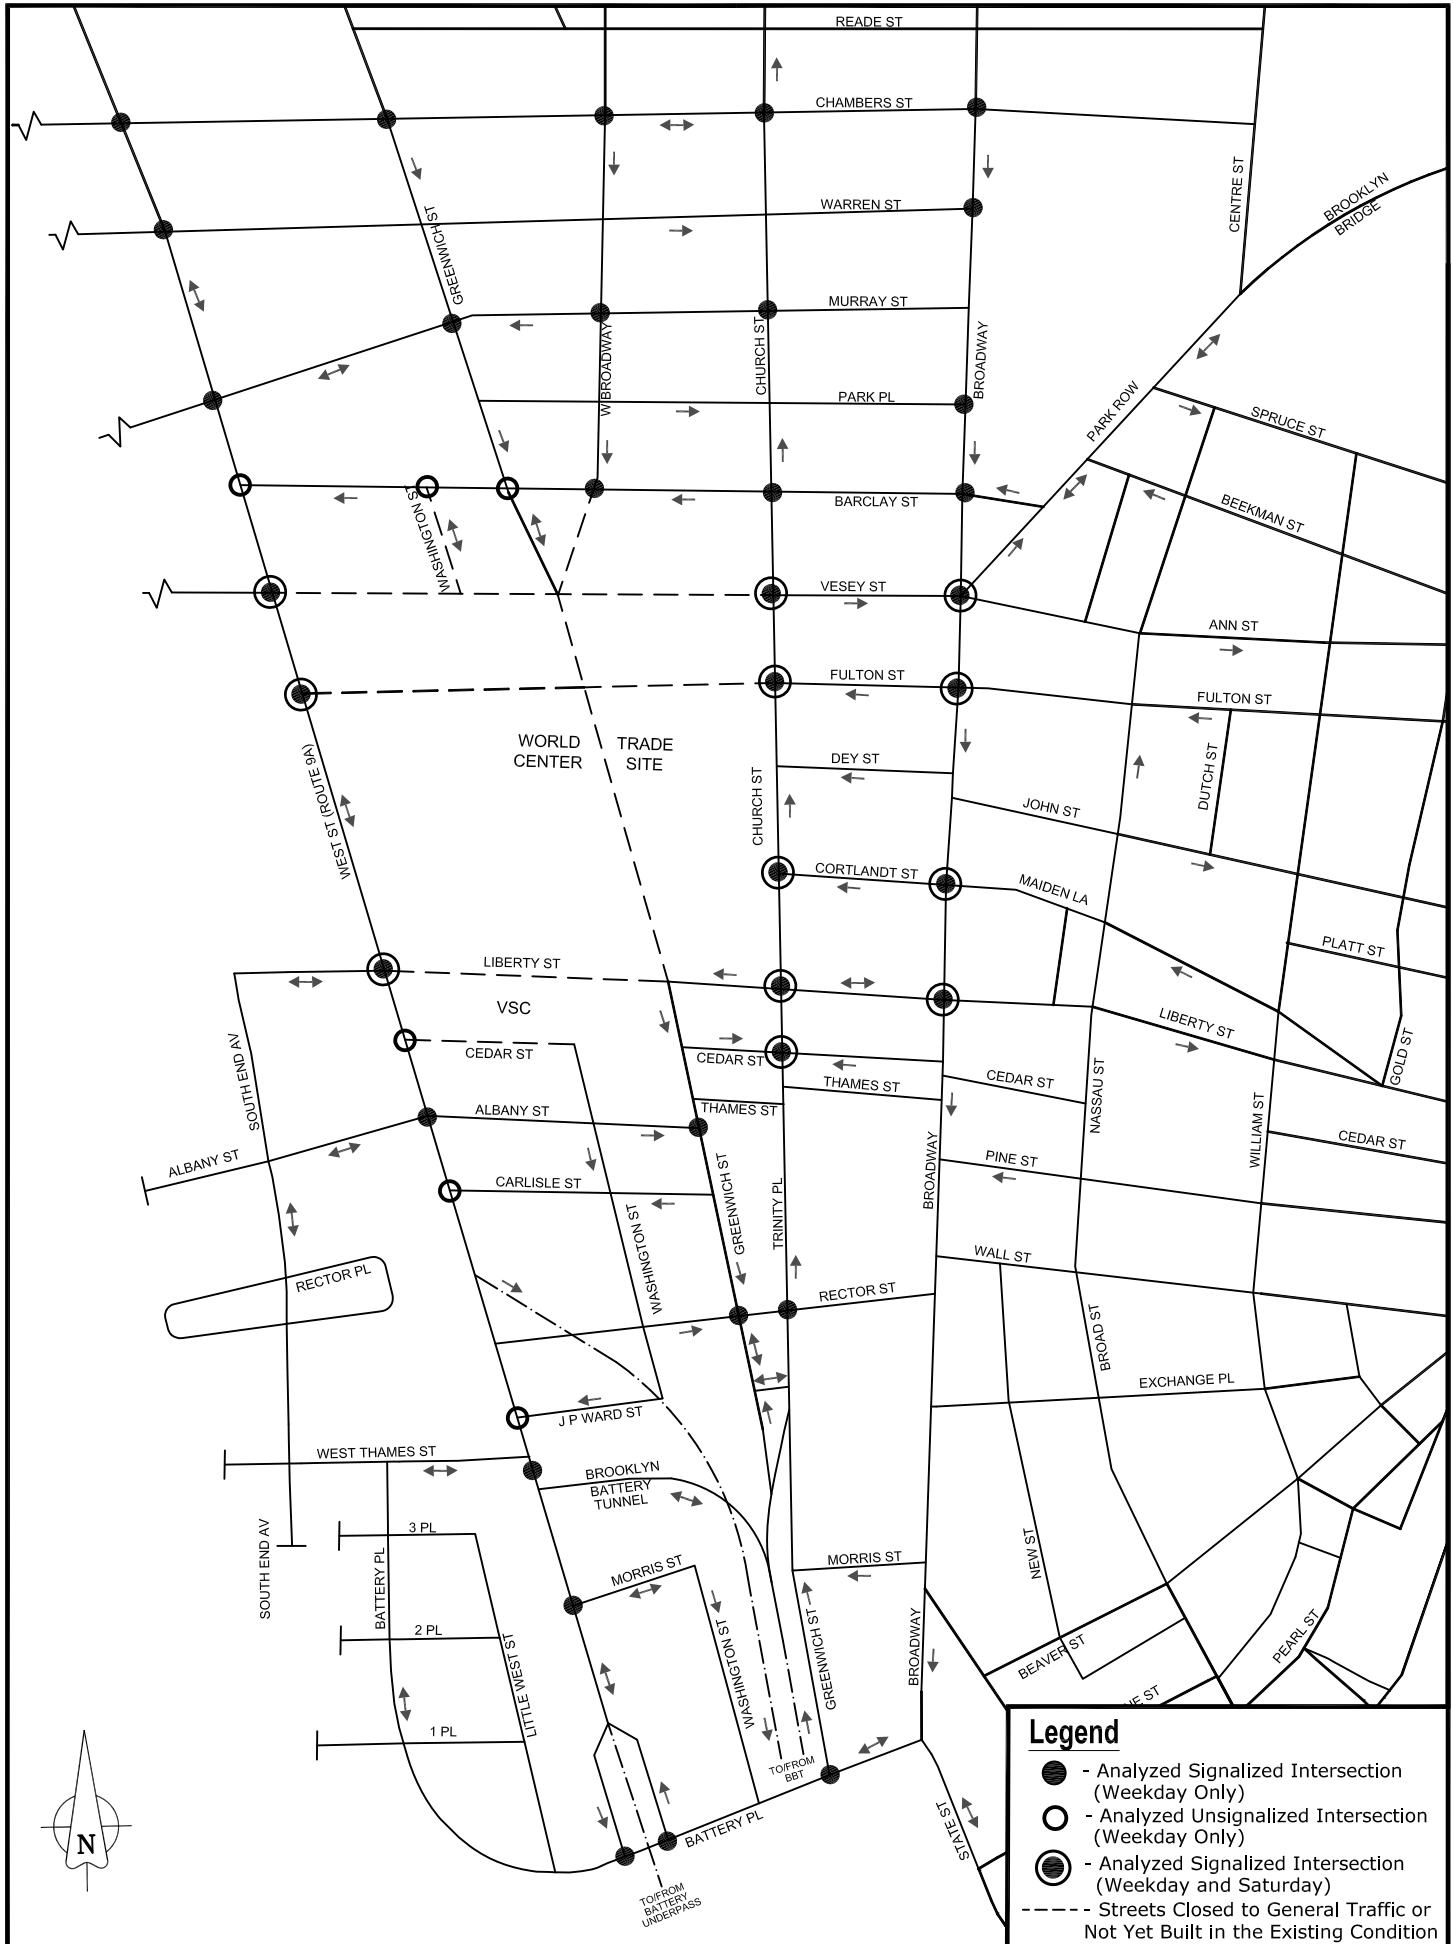 READE ST
CHAMBERS ST
CENTRE ST
BROOKLYN
BRIDGE
WARREN ST
GREENWICH ST
MURRAY ST
W BROADWAY
CHURCH ST
BROADWAY
PARK PL
PARK ROW
SPRUCE ST
BARCLAY ST
BEEKMAN ST
WASHINGTON ST
VESEY ST
ANN ST
FULTON ST
FULTON ST
WORLD TRADE
CENTER SITE
DEY ST
DUTCH ST
WEST ST (ROUTE 9A)
CHURCH ST
JOHN ST
CORTLANDT ST
MAIDEN LA
PLATT ST
LIBERTY ST
VSC
LIBERTY ST
GOLD ST
SOUTH END AV
CEDAR ST
CEDAR ST
THAMES ST
CEDAR ST
NASSAU ST
THAMES ST
ALBANY ST
WILLIAM ST
CEDAR ST
ALBANY ST
PINE ST
BROADWAY
CARLISLE ST
GREENWICH ST
TRINITY PL
WASHINGTON ST
WALL ST
RECTOR PL
RECTOR ST
BROAD ST
EXCHANGE PL
J P WARD ST
WEST THAMES ST
BROOKLYN
BATTERY
TUNNEL
3 PL
SOUTH END AV
BATTERY PL
MORRIS ST
MORRIS ST
NEW ST
2 PL
LITTLE WEST ST
WASHINGTON ST
GREENWICH ST
BROADWAY
BEAVER ST
PEARL ST
NE ST
1 PL
TO/FROM
BBT
STATE ST
BATTERY PL
TO/FROM
BATTERY
UNDERPASS
N
Legend
- Analyzed Signalized Intersection
(Weekday Only)
- Analyzed Unsignalized Intersection
(Weekday Only)
- Analyzed Signalized Intersection
(Weekday and Saturday)
- Streets Closed to General Traffic or
Not Yet Built in the Existing Condition